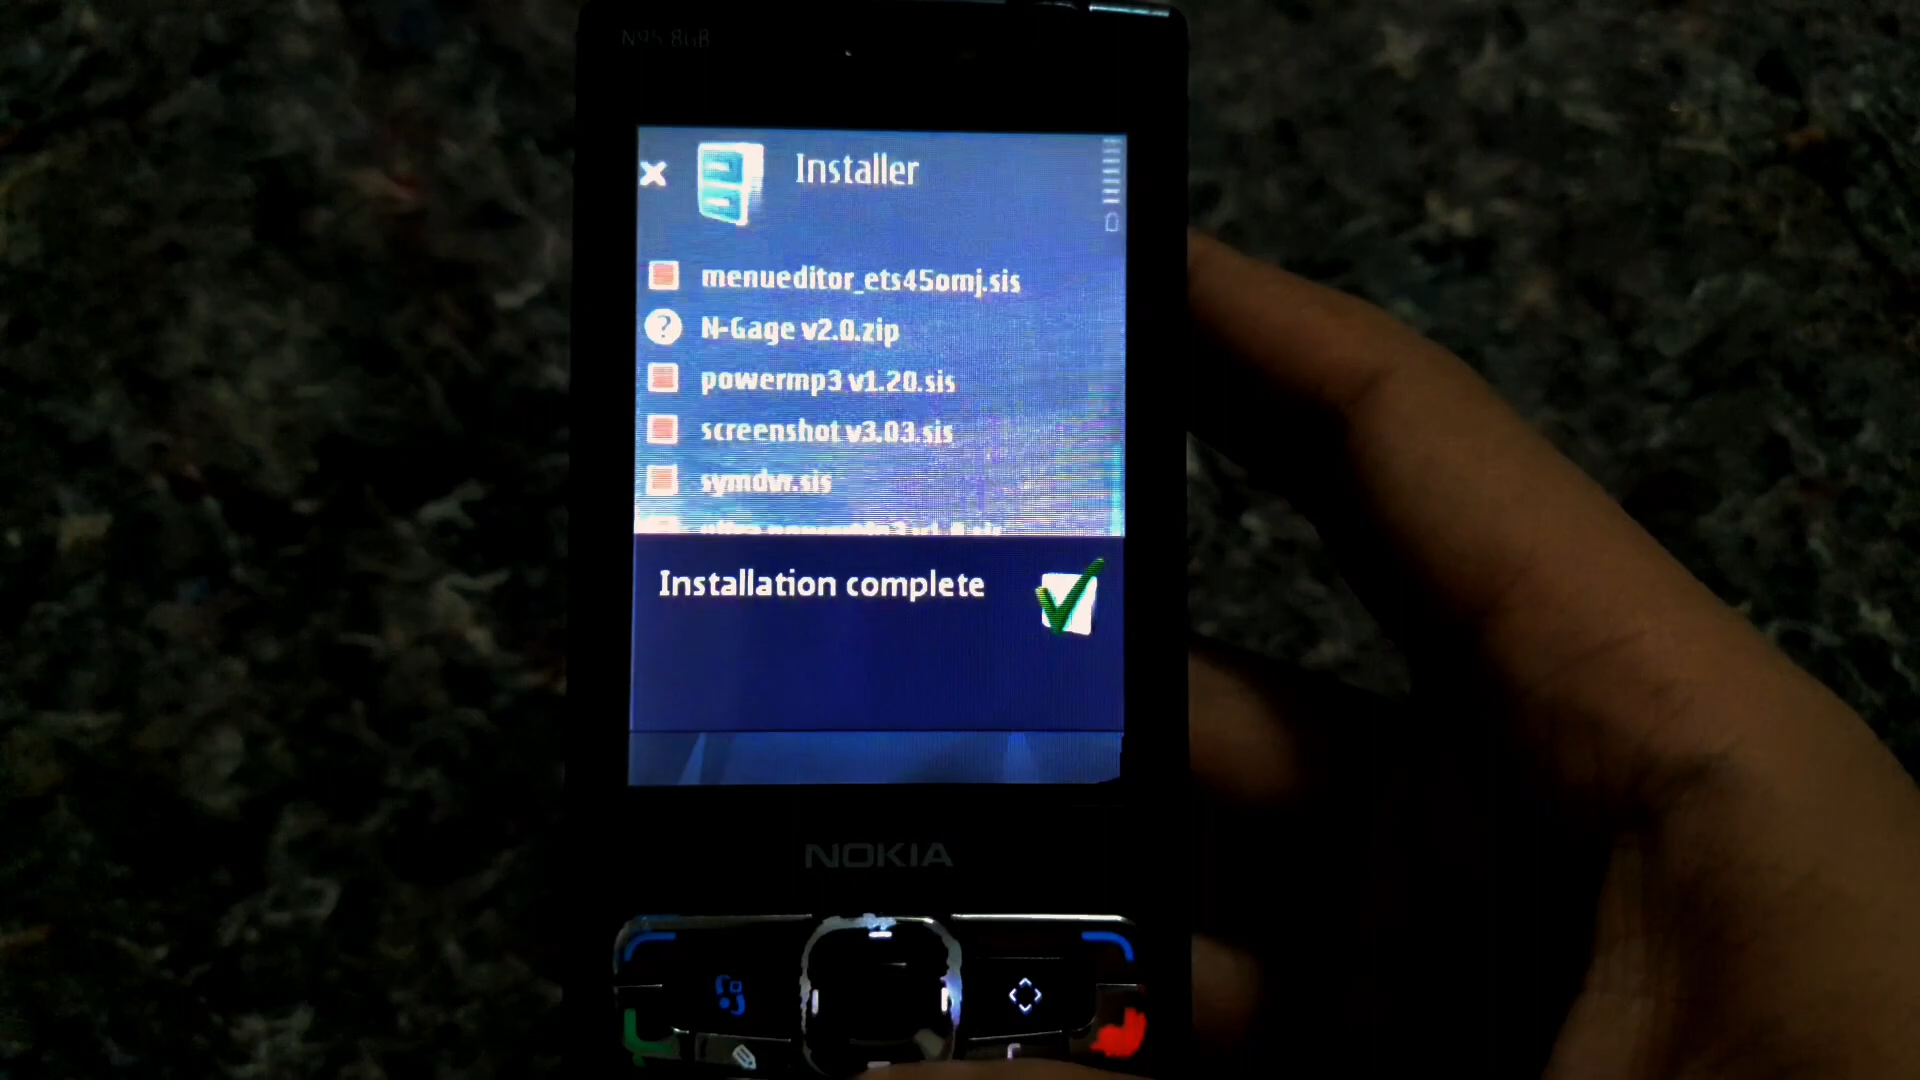 N95 8GB
Installer
menueditor_ets45omj.sis
N-Gage v2.0.zip
powermp3 v1.20.sis
screenshot v3.03.sis
symdvr.sis
Installation complete
NOKIA